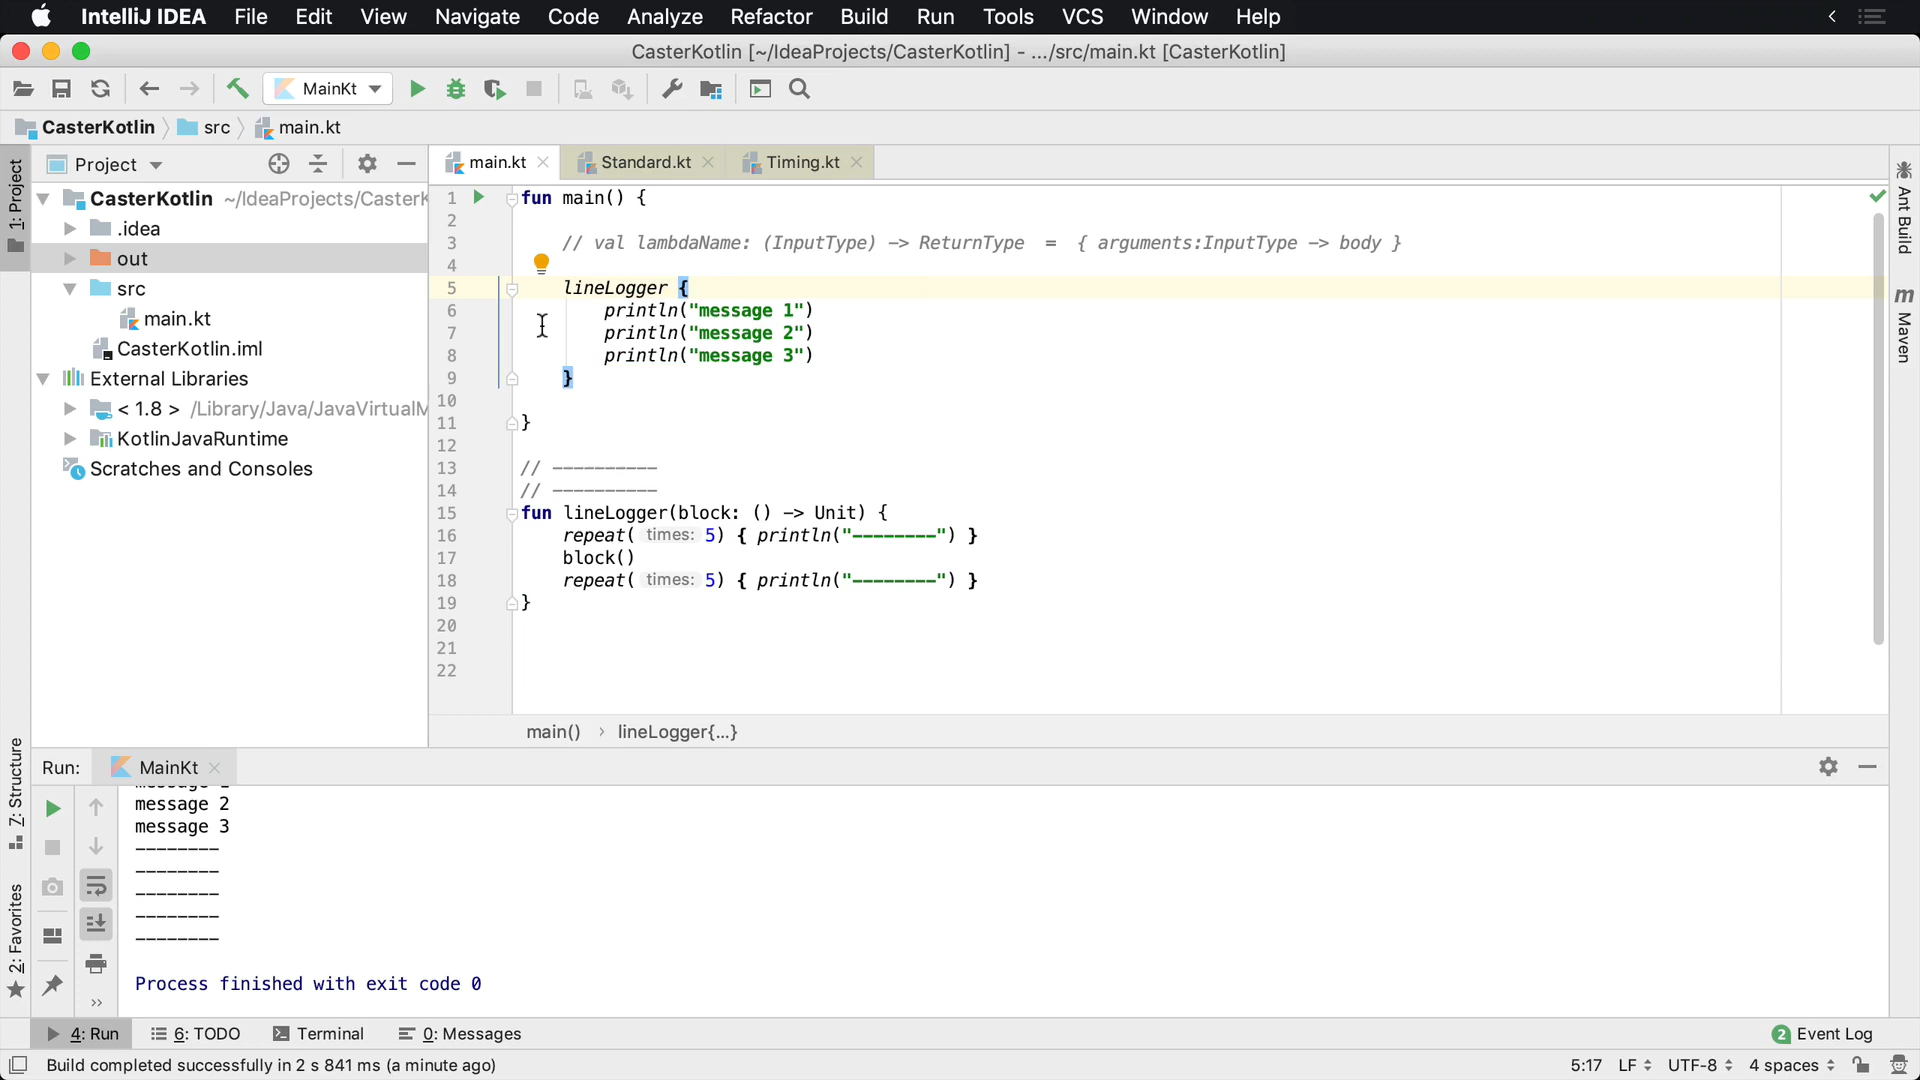 IntelliJ IDEA File Edit View Navigate Code Analyze Refactor Build Run Tools VCS Window Help
CasterKotlin [~/IdeaProjects/CasterKotlin] - .../src/main.kt [CasterKotlin]
MainKt
CasterKotlin src main.kt
1: Project
Project
CasterKotlin ~/IdeaProjects/CasterK
.idea
out
src
main.kt
CasterKotlin.iml
External Libraries
< 1.8 > /Library/Java/JavaVirtualM
KotlinJavaRuntime
Scratches and Consoles
main.kt Standard.kt Timing.kt
1 fun main() {
2
3 // val lambdaName: (InputType) -> ReturnType = { arguments:InputType -> body }
4
5 lineLogger {
6 println("message 1")
7 println("message 2")
8 println("message 3")
9 }
10
11 }
12
13 // ----------
14 // ----------
15 fun lineLogger(block: () -> Unit) {
16 repeat( times: 5) { println("--------") }
17 block()
18 repeat( times: 5) { println("--------") }
19 }
20
21
22
main() › lineLogger{...}
Ant Build
m Maven
Z: Structure
2: Favorites
Run: MainKt
message 2
message 3
--------
--------
--------
--------
--------
Process finished with exit code 0
4: Run 6: TODO Terminal 0: Messages
2 Event Log
Build completed successfully in 2 s 841 ms (a minute ago)
5:17 LF UTF-8 4 spaces